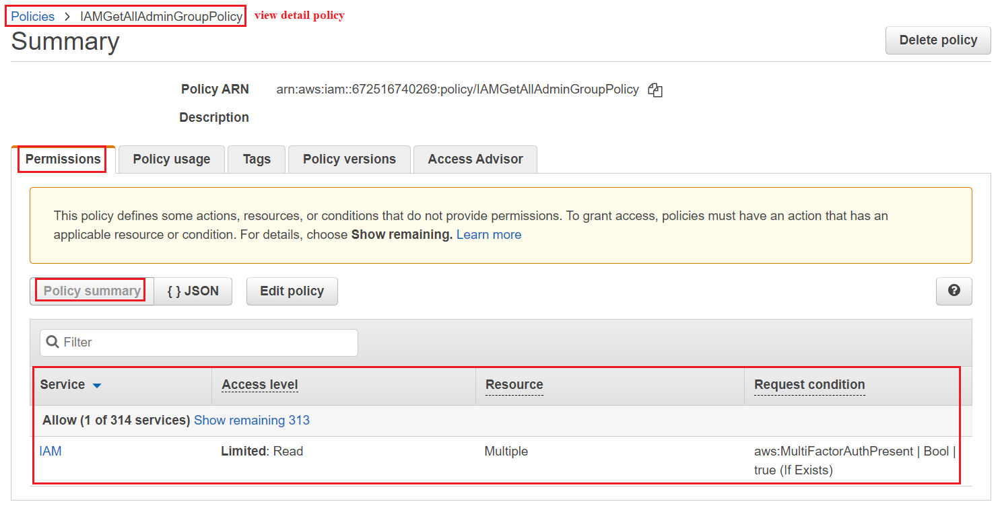 Policies > IAMGetAllAdminGroupPolicy view detail policy
Summary
Delete policy
Policy ARN arn:aws:iam::672516740269:policy/IAMGetAllAdminGroupPolicy
Description
Permissions Policy usage Tags Policy versions Access Advisor
This policy defines some actions, resources, or conditions that do not provide permissions. To grant access, policies must have an action that has an
applicable resource or condition. For details, choose Show remaining. Learn more
Policy summary { } JSON Edit policy ?
Filter
Service Access level Resource Request condition
Allow (1 of 314 services) Show remaining 313
IAM Limited: Read Multiple aws:MultiFactorAuthPresent | Bool |
true (If Exists)